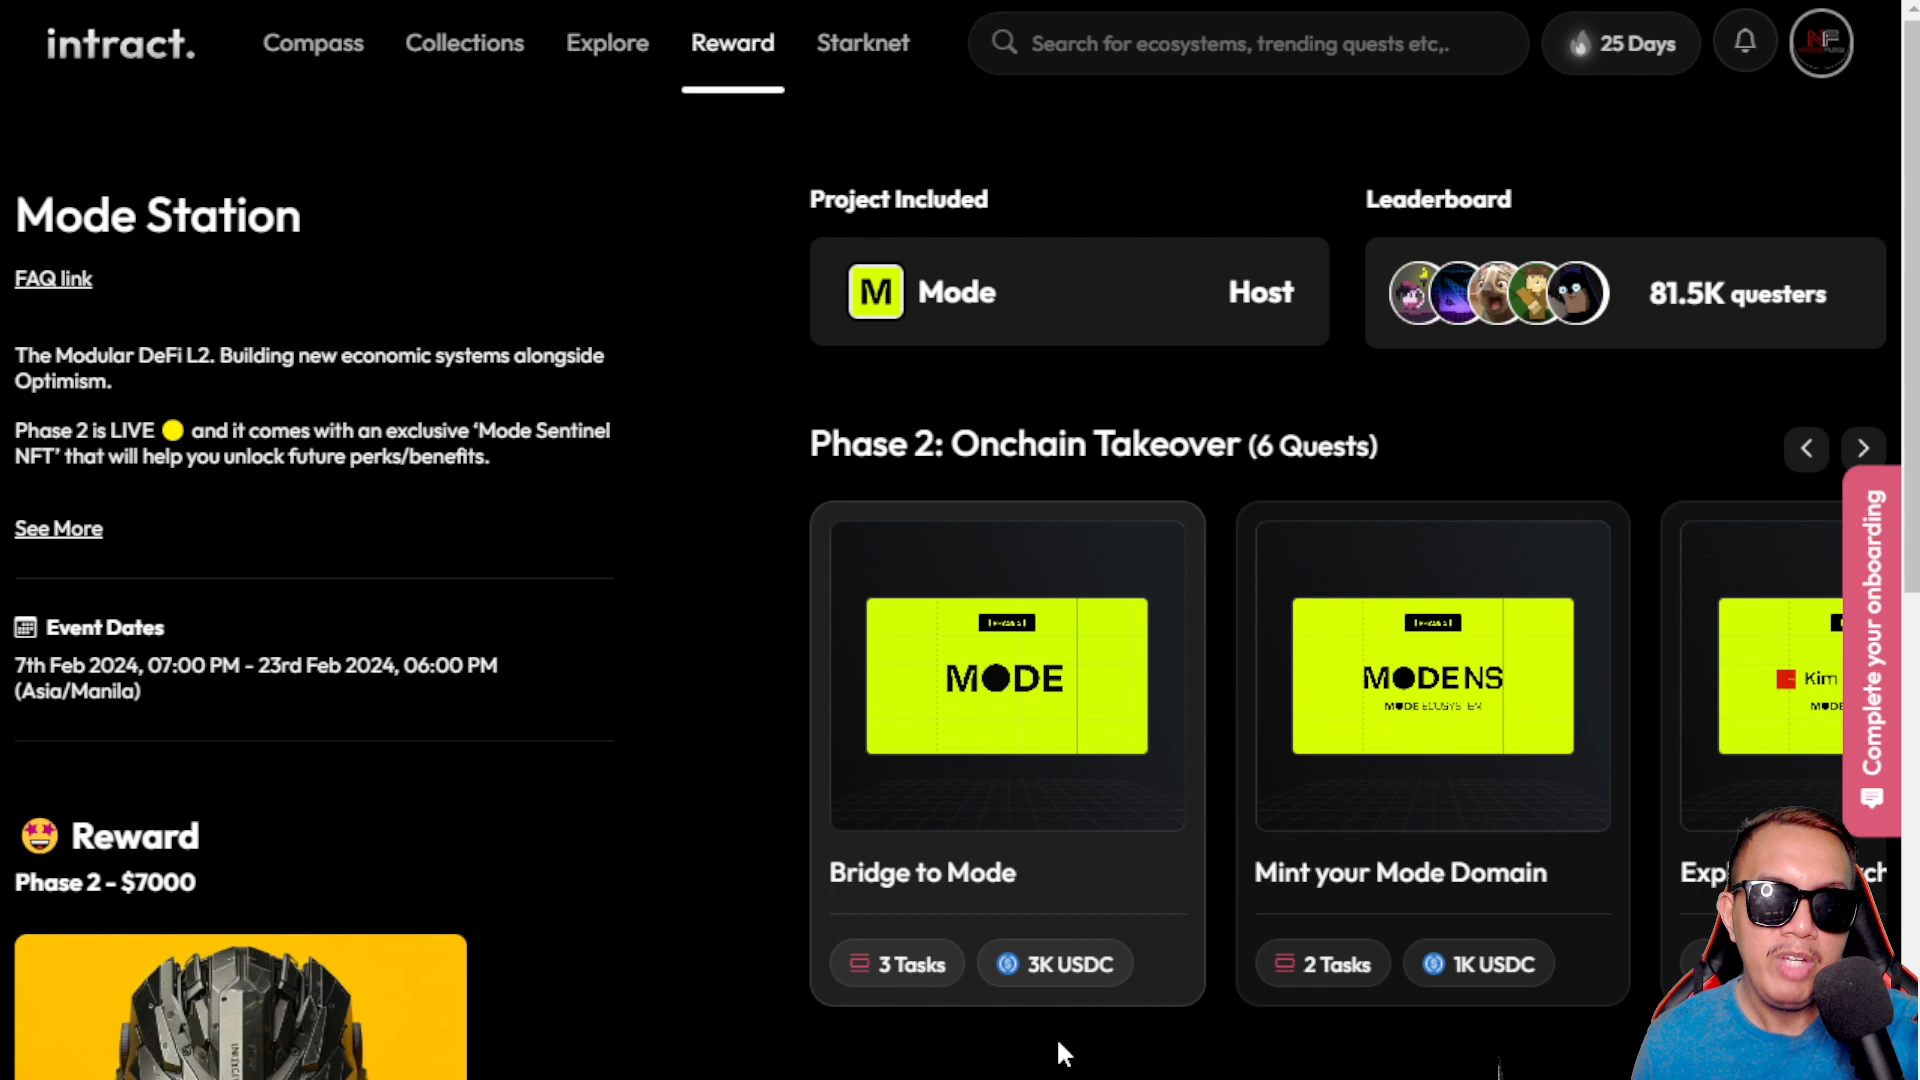 intract.
Compass
Collections
Explore
Reward
Starknet
Search for ecosystems, trending quests etc,.
25 Days
Mode Station
FAQ link
The Modular DeFi L2. Building new economic systems alongside
Optimism.
Phase 2 is LIVE 🟡 and it comes with an exclusive ‘Mode Sentinel
NFT’ that will help you unlock future perks/benefits.
See More
Event Dates
7th Feb 2024, 07:00 PM - 23rd Feb 2024, 06:00 PM
(Asia/Manila)
🤩 Reward
Phase 2 - $7000
Project Included
M
Mode
Host
Leaderboard
81.5K questers
Phase 2: Onchain Takeover (6 Quests)
MODE
Bridge to Mode
3 Tasks
3K USDC
MODENS
MODE ECOSYSTEM
Mint your Mode Domain
2 Tasks
1K USDC
Kim
MODE
Exp
Complete your onboarding